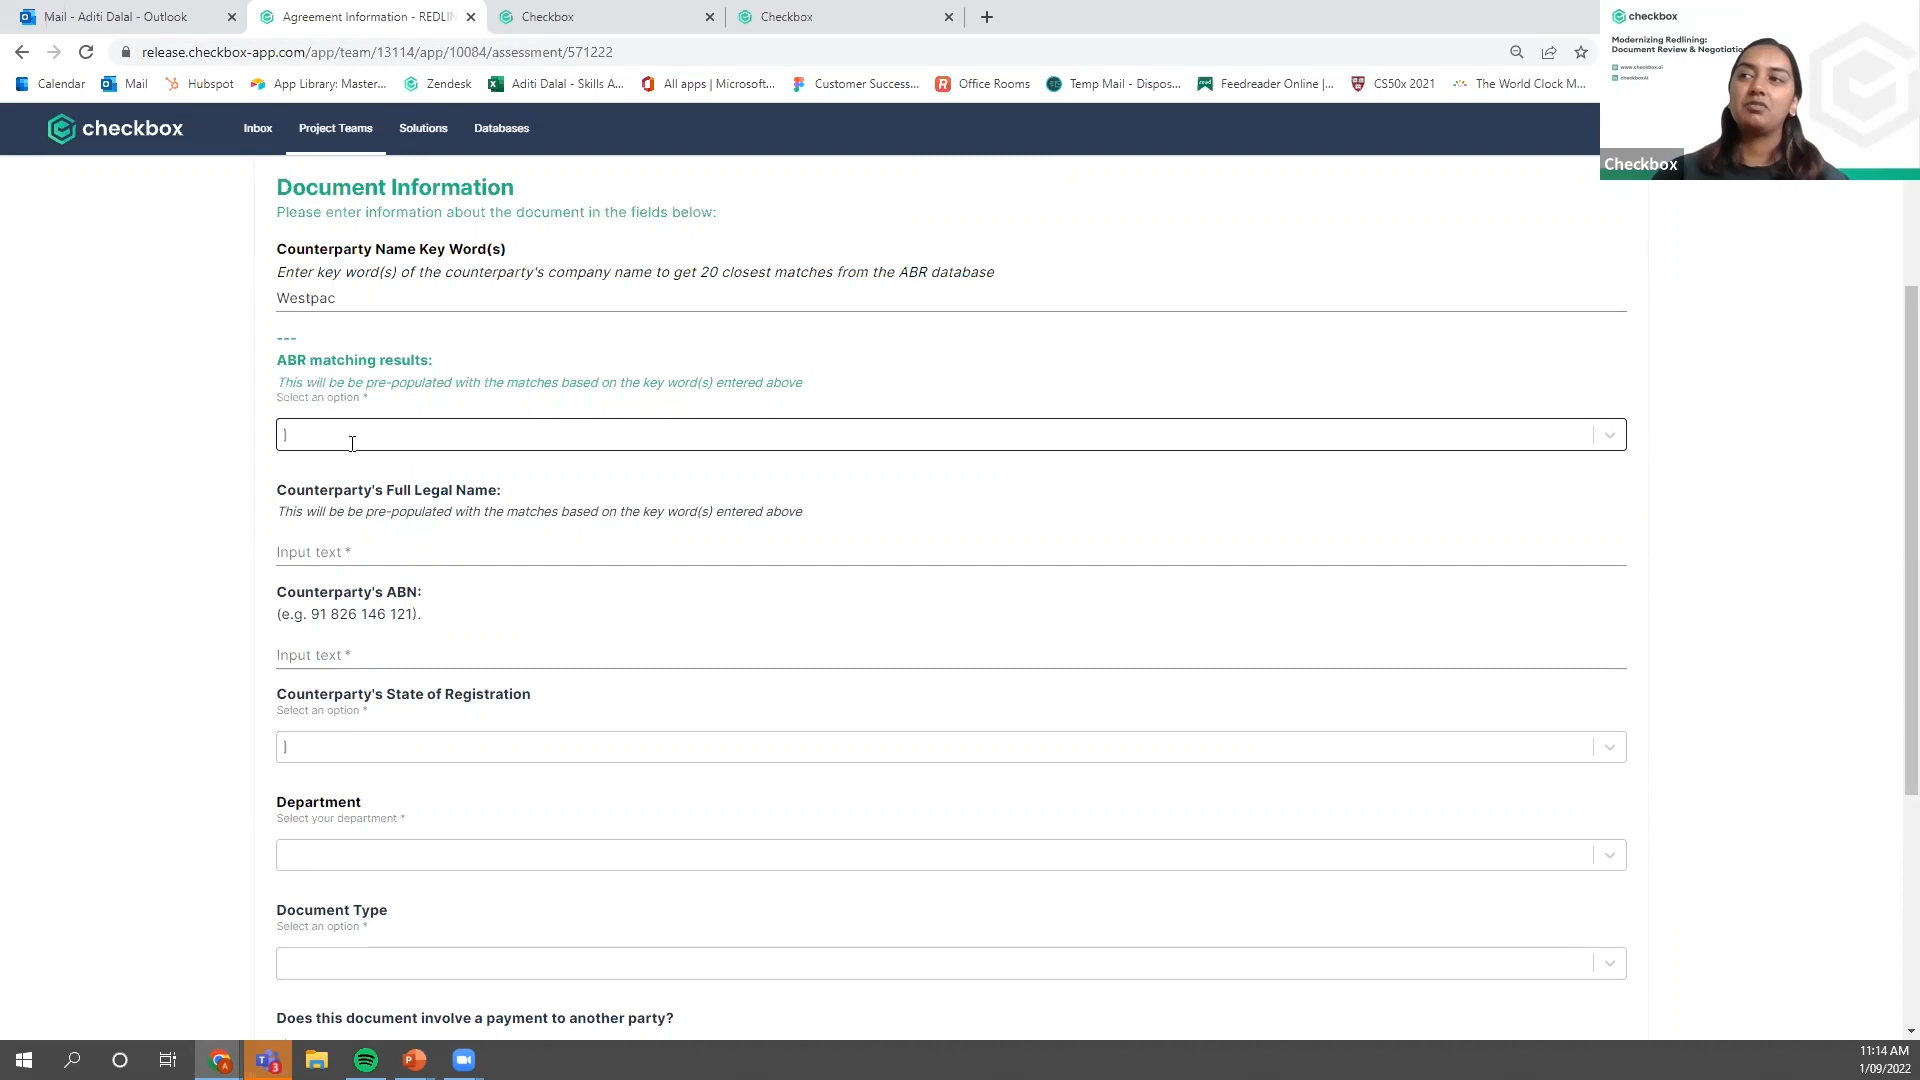 Mail - Aditi Dalal - Outlook
Agreement Information - REDLIN
Checkbox
Checkbox
release.checkbox-app.com/app/team/13114/app/10084/assessment/571222
Calendar
Mail
Hubspot
App Library: Master...
Zendesk
Aditi Dalal - Skills A...
All apps | Microsoft...
Customer Success...
Office Rooms
Temp Mail - Dispos...
Feedreader Online |...
CS50x 2021
The World Clock M...
checkbox
Inbox
Project Teams
Solutions
Databases
checkbox
Modernizing Redlining:
Document Review & Negotiatio
www.checkbox.ai
checkboxAI
Checkbox
Document Information
Please enter information about the document in the fields below:
Counterparty Name Key Word(s)
Enter key word(s) of the counterparty's company name to get 20 closest matches from the ABR database
Westpac
---
ABR matching results:
This will be be pre-populated with the matches based on the key word(s) entered above
Select an option *
]
Counterparty's Full Legal Name:
This will be be pre-populated with the matches based on the key word(s) entered above
Input text *
Counterparty's ABN:
(e.g. 91 826 146 121).
Input text *
Counterparty's State of Registration
Select an option *
]
Department
Select your department *
Document Type
Select an option *
Does this document involve a payment to another party?
11:14 AM
1/09/2022